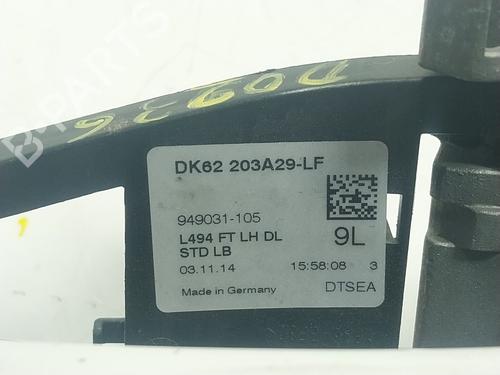 DK62 203A29-LF
949031-105
L494 FT LH DL
9L
STD LB
03.11.14 15:58:08 3
Made in Germany DTSEA